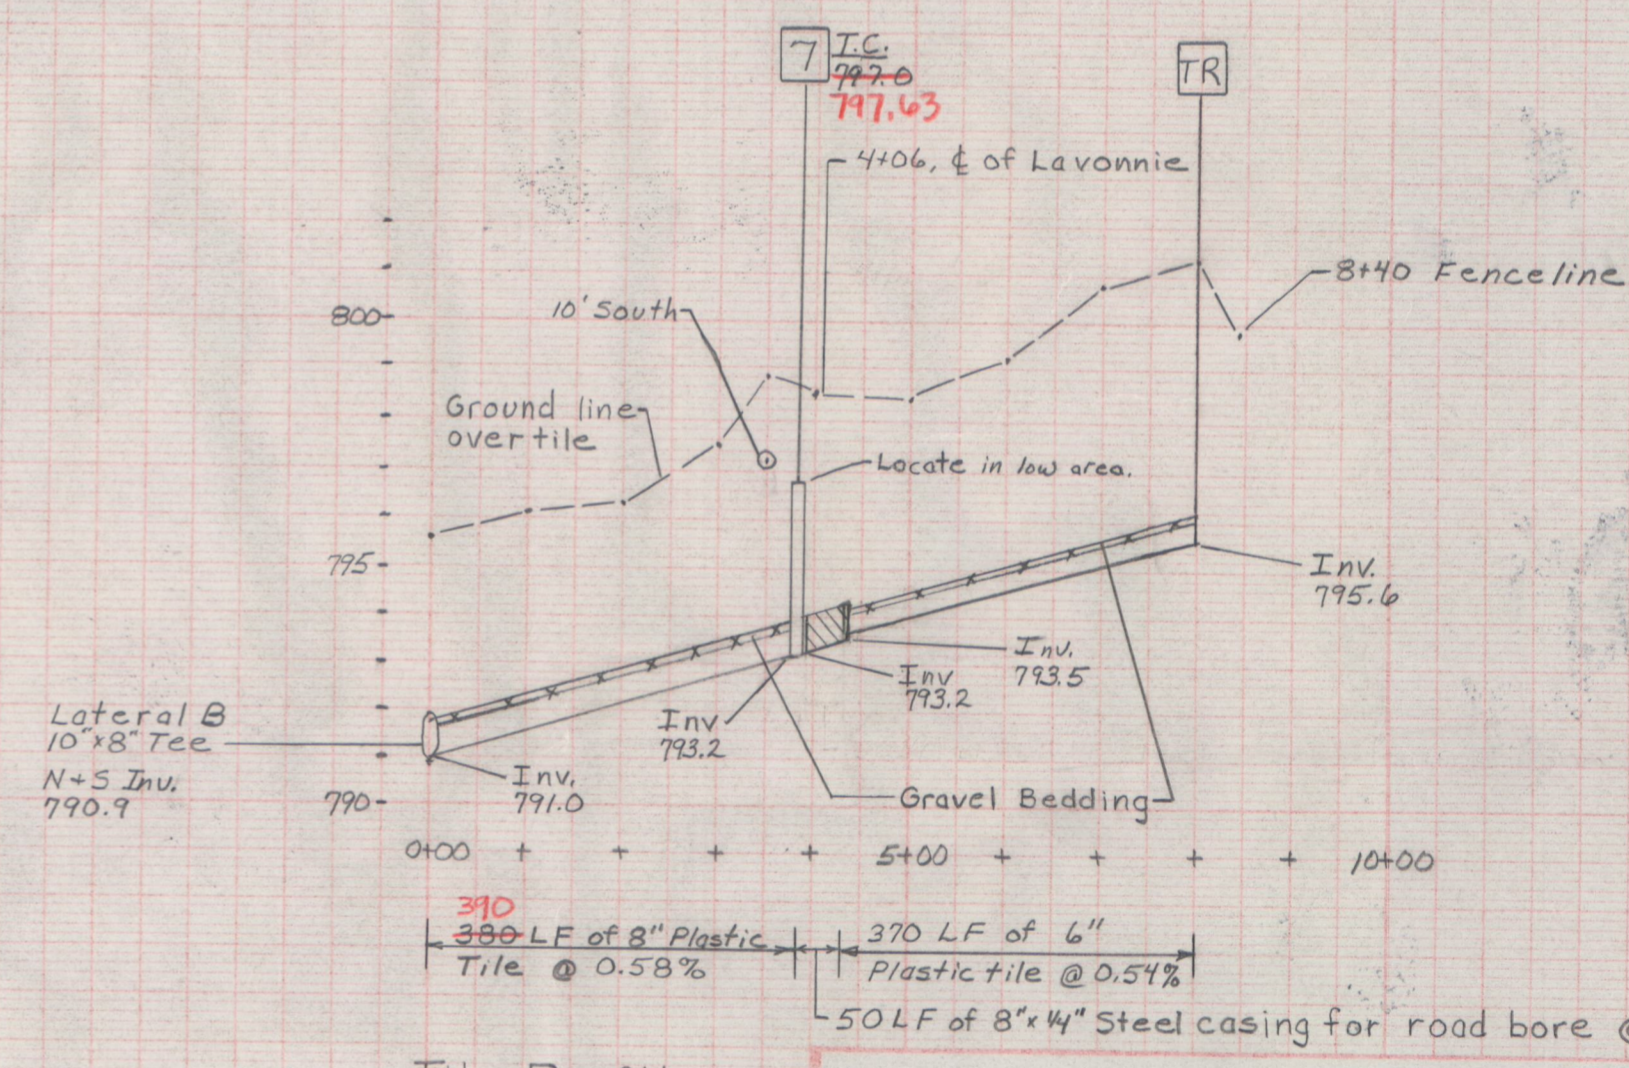 7
T.C.
797.0
797.63
TR
4+06, ℄ of Lavonnie
8+40 Fenceline
10' South
800
Ground line
over tile
Locate in low area.
795
Inv.
795.6
Inv.
793.5
Inv
793.2
Inv
793.2
Lateral B
10"x8" Tee
N+S Inv.
790.9
Inv.
791.0
790
Gravel Bedding
0+00 5+00 10+00
390
380 LF of 8" Plastic
Tile @ 0.58%
370 LF of 6"
Plastic tile @ 0.54%
50 LF of 8"x 1/4" Steel casing for road bore @